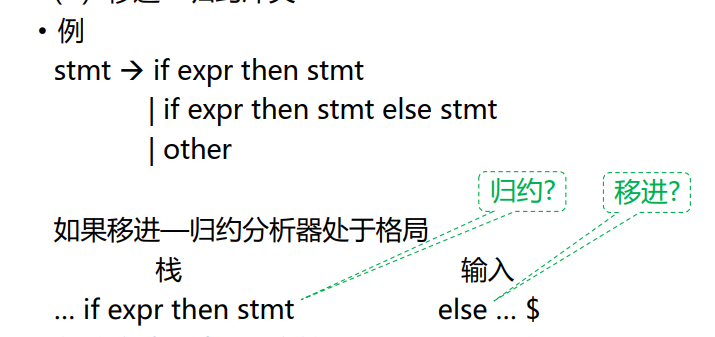 • 例
stmt → if expr then stmt
| if expr then stmt else stmt
| other
归约?
移进?
如果移进—归约分析器处于格局
栈 输入
… if expr then stmt else … $